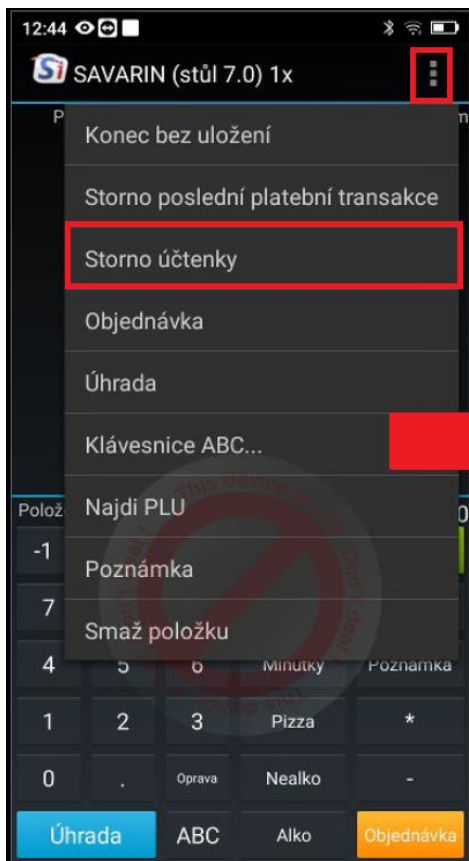 12:44
Si SAVARIN (stůl 7.0) 1x
Konec bez uložení
Storno poslední platební transakce
Storno účtenky
Objednávka
Úhrada
Klávesnice ABC...
Najdi PLU
Poznámka
Smaž položku
Polož
0
-1
7
4 5 6 Minutky Poznámka
1 2 3 Pizza *
0 . Oprava Nealko -
Úhrada ABC Alko Objednávka